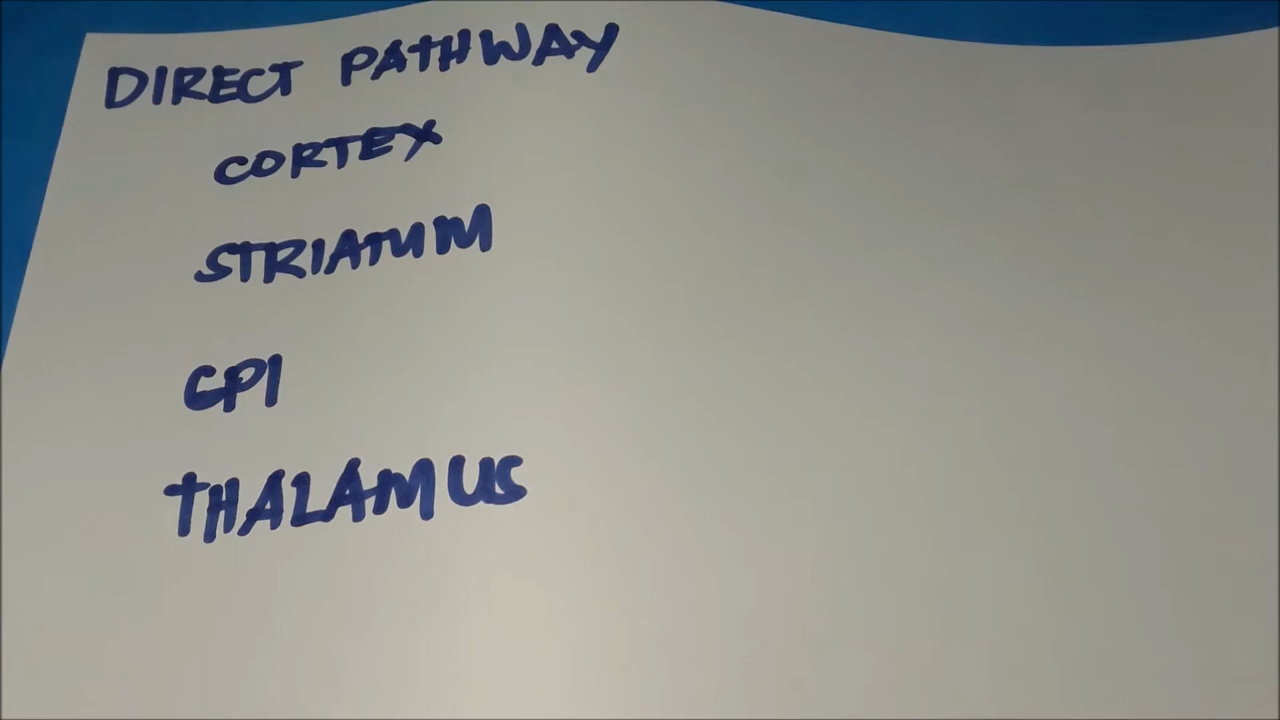 DIRECT PATHWAY
CORTEX
STRIATUM
GPI
THALAMUS